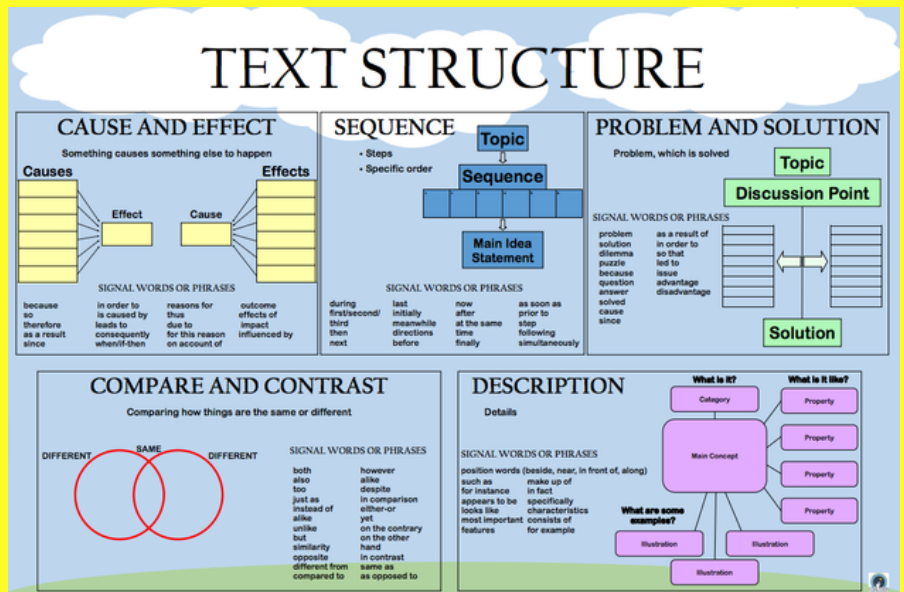 TEXT STRUCTURE
CAUSE AND EFFECT
Something causes something else to happen
Causes
Effects
Effect
Cause
SIGNAL WORDS OR PHRASES
because in order to reasons for outcome
so is caused by thus effects of
therefore leads to due to impact
as a result consequently for this reason influenced by
since when/if-then on account of
SEQUENCE
• Steps
• Specific order
Topic
Sequence
Main Idea
Statement
SIGNAL WORDS OR PHRASES
during last now as soon as
first/second/ initially after prior to
third meanwhile at the same step
then directions time following
next before finally simultaneously
PROBLEM AND SOLUTION
Problem, which is solved
Topic
Discussion Point
SIGNAL WORDS OR PHRASES
problem as a result of
solution in order to
dilemma so that
puzzle led to
because issue
question advantage
answer disadvantage
solved
cause
since
Solution
COMPARE AND CONTRAST
Comparing how things are the same or different
DIFFERENT
SAME
DIFFERENT
SIGNAL WORDS OR PHRASES
both however
also alike
too despite
just as in comparison
instead of either-or
alike yet
unlike on the contrary
but on the other
similarity hand
opposite in contrast
different from same as
compared to as opposed to
DESCRIPTION
Details
SIGNAL WORDS OR PHRASES
position words (beside, near, in front of, along)
such as make up of
for instance in fact
appears to be specifically
looks like characteristics
most important consists of
features for example
What is it?
Category
What is it like?
Property
Property
Property
Property
Main Concept
What are some
examples?
Illustration
Illustration
Illustration